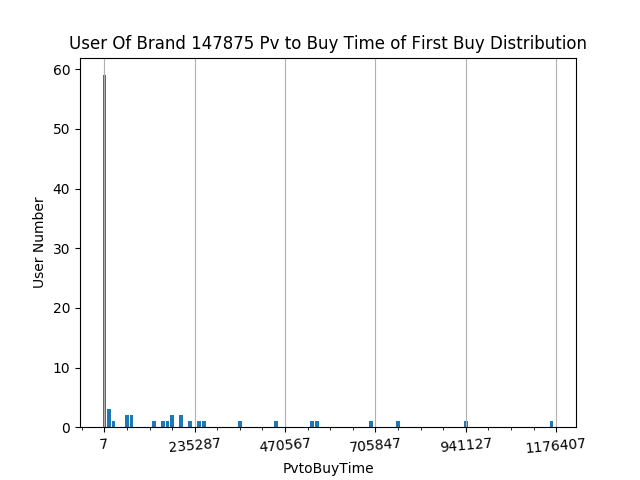 User Of Brand 147875 Pv to Buy Time of First Buy Distribution
60
50
40
30
20
10
0
User Number
7 235287 470567 705847 941127 1176407
PvtoBuyTime